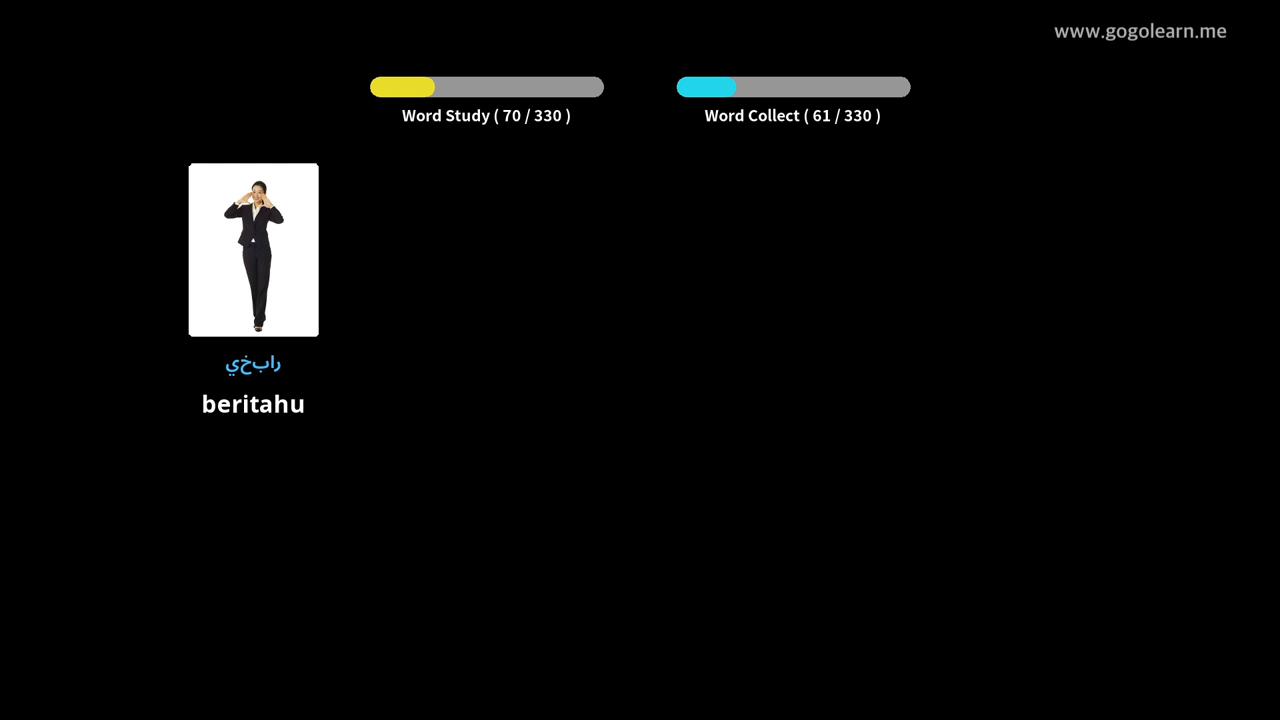 www.gogolearn.me
Word Study ( 70 / 330 )
Word Collect ( 61 / 330 )
رابخي
beritahu